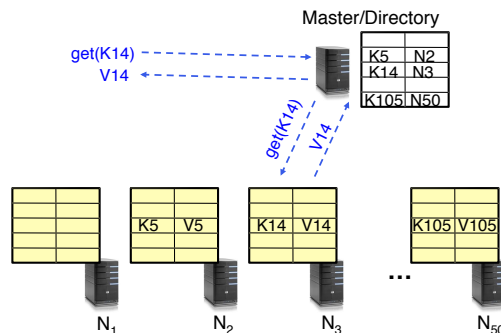 Master/Directory
get(K14)
V14
K5 N2
K14 N3
K105 N50
get(K14)
V14
K5 V5
K14 V14
K105 V105
...
N1
N2
N3
N50